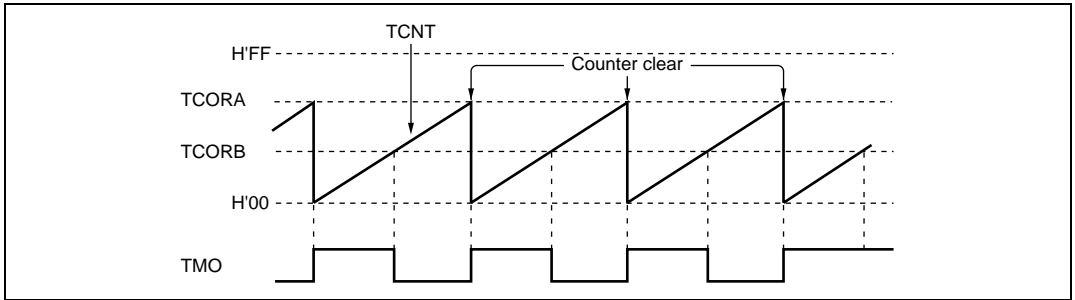 TCNT
H'FF
Counter clear
TCORA
TCORB
H'00
TMO